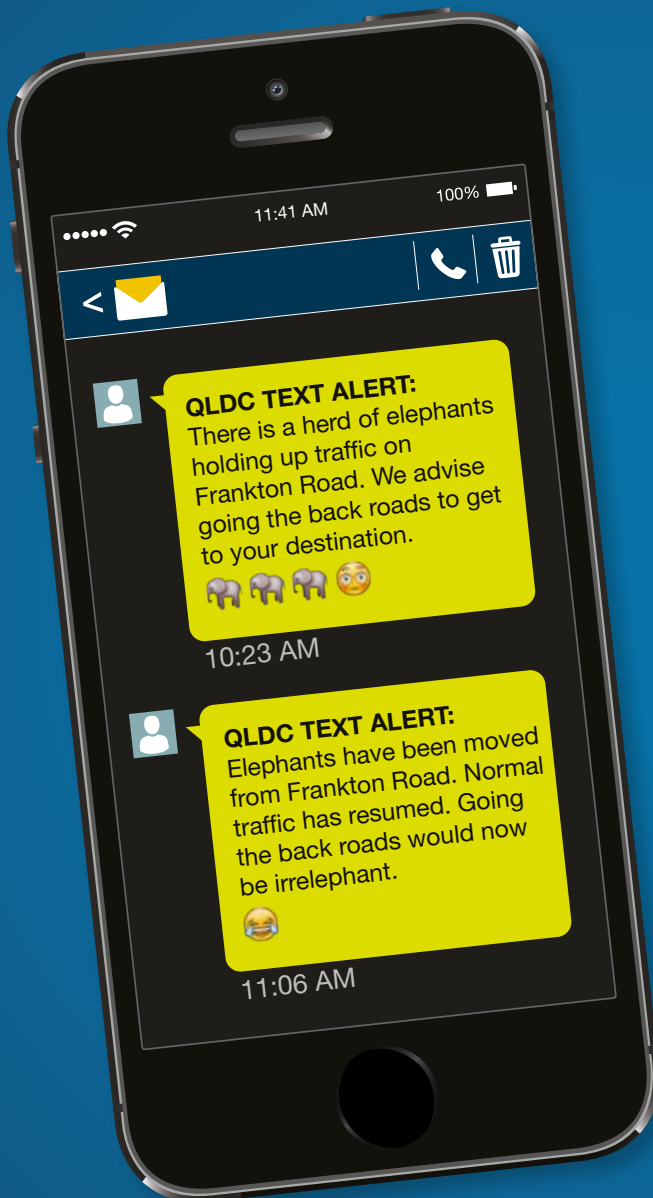 11:41 AM
100%
<
QLDC TEXT ALERT:
There is a herd of elephants
holding up traffic on
Frankton Road. We advise
going the back roads to get
to your destination.
🐘🐘🐘😳
10:23 AM
QLDC TEXT ALERT:
Elephants have been moved
from Frankton Road. Normal
traffic has resumed. Going
the back roads would now
be irrelephant.
😂
11:06 AM